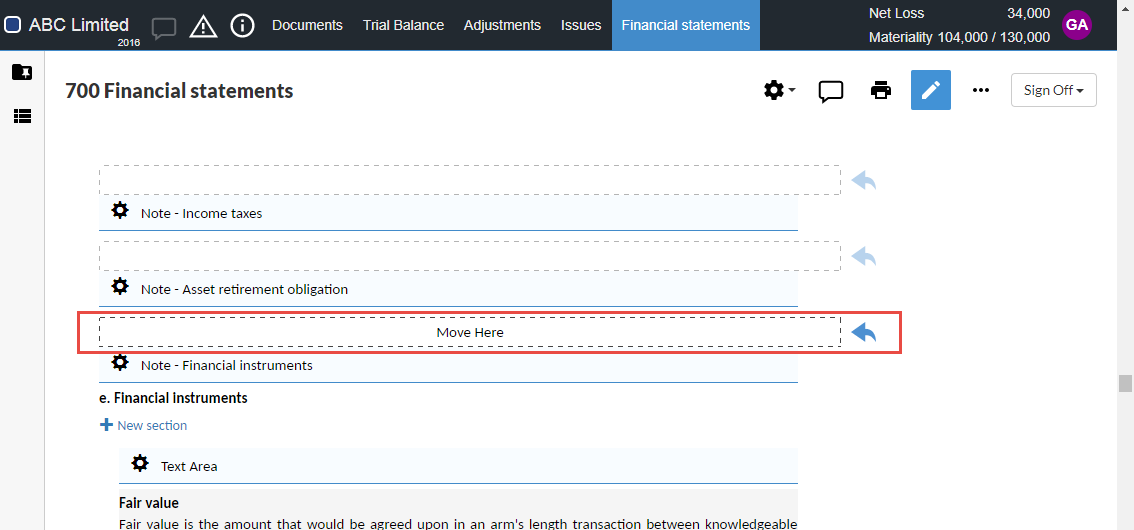 ABC Limited
2016
Documents
Trial Balance
Adjustments
Issues
Financial statements
Net Loss 34,000
Materiality 104,000 / 130,000
GA
700 Financial statements
Sign Off
Note - Income taxes
Note - Asset retirement obligation
Move Here
Note - Financial instruments
e. Financial instruments
New section
Text Area
Fair value
Fair value is the amount that would be agreed upon in an arm's length transaction between knowledgeable